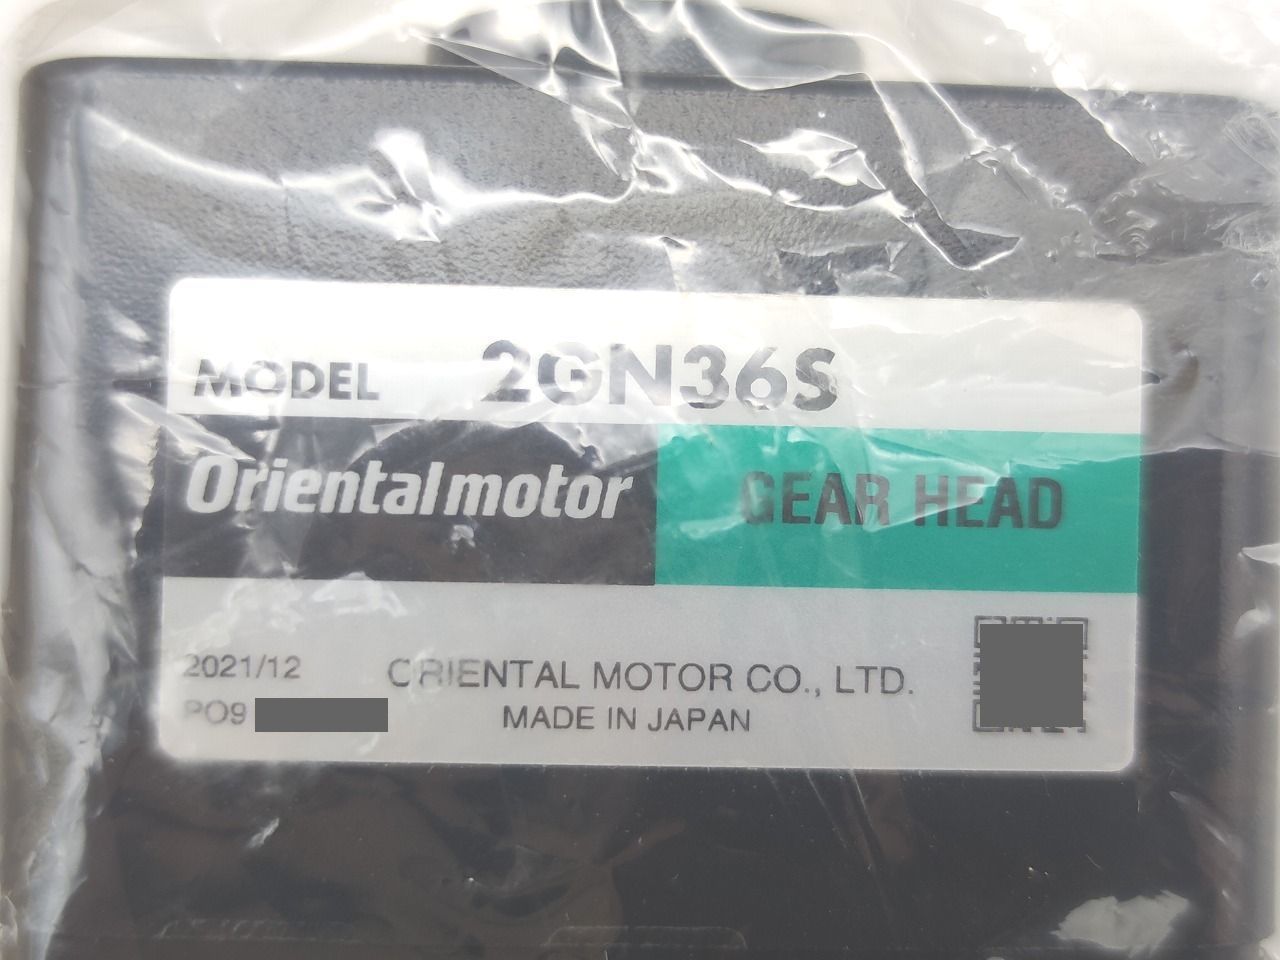 MODEL 2GN36S
Orientalmotor GEAR HEAD
2021/12 ORIENTAL MOTOR CO., LTD.
PO9 MADE IN JAPAN